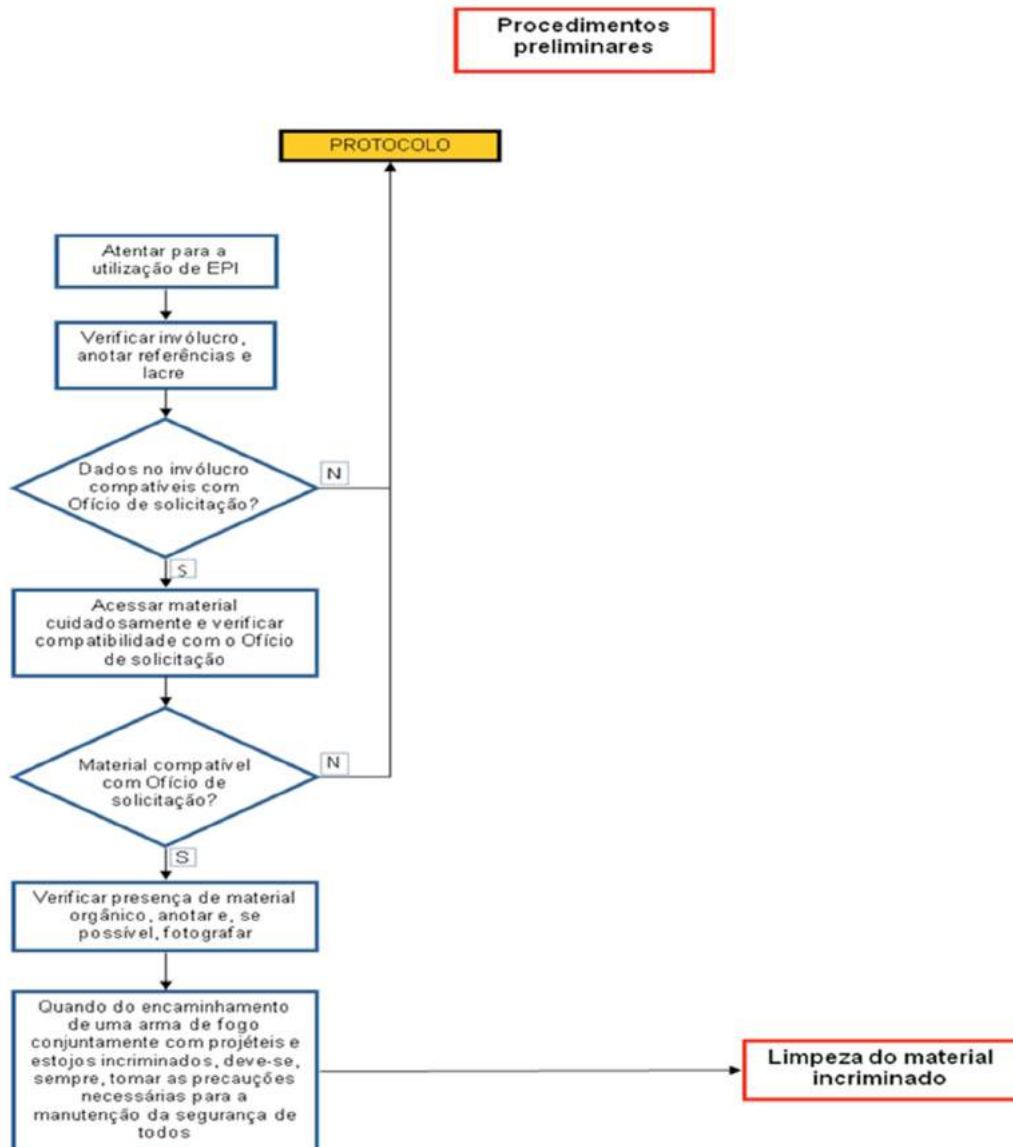 Procedimentos
preliminares
PROTOCOLO
Atentar para a
utilização de EPI
Verificar invólucro,
anotar referências e
lacre
Dados no invólucro
compatíveis com
Ofício de solicitação?
N
S
Acessar material
cuidadosamente e verificar
compatibilidade com o Ofício
de solicitação
Material compatível
com Ofício de
solicitação?
N
S
Verificar presença de material
orgânico, anotar e, se
possível, fotografar
Quando do encaminhamento
de uma arma de fogo
conjuntamente com projéteis e
estojos incriminados, deve-se,
sempre, tomar as precauções
necessárias para a
manutenção da segurança de
todos
Limpeza do material
incriminado